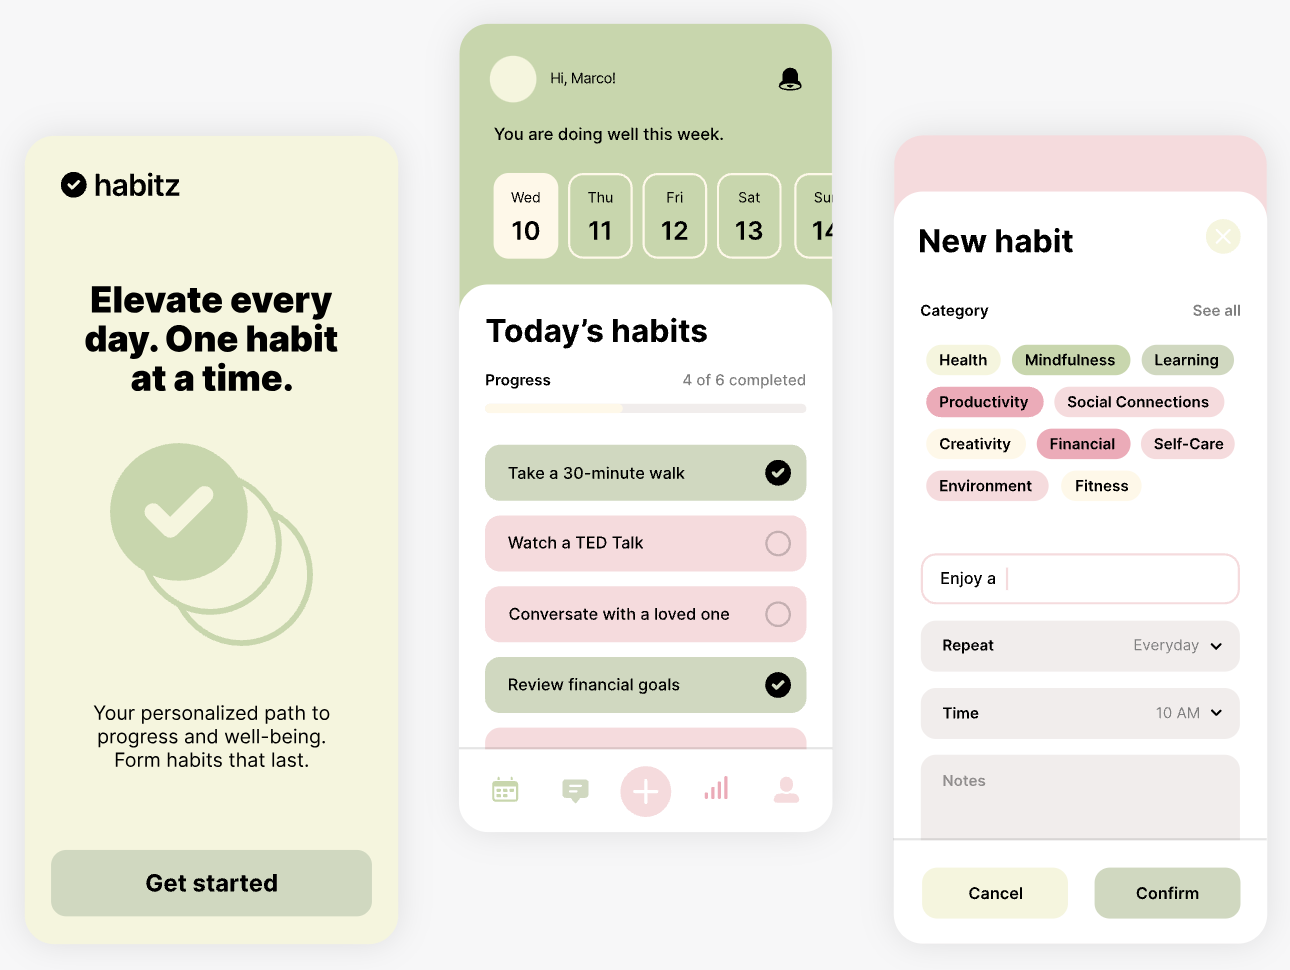 habitz
Elevate every
day. One habit
at a time.
Your personalized path to
progress and well-being.
Form habits that last.
Get started
Hi, Marco!
You are doing well this week.
Wed Thu Fri Sat Sun
10 11 12 13 14
Today’s habits
Progress 4 of 6 completed
Take a 30-minute walk
Watch a TED Talk
Conversate with a loved one
Review financial goals
New habit
Category See all
Health Mindfulness Learning
Productivity Social Connections
Creativity Financial Self-Care
Environment Fitness
Enjoy a
Repeat Everyday
Time 10 AM
Notes
Cancel Confirm